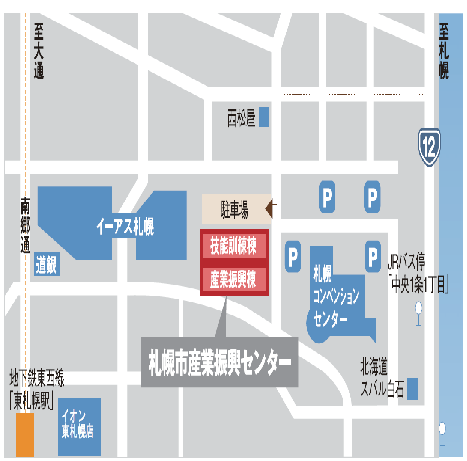 至大通
至札幌
西松屋
12
南郷通
イーアス札幌
駐車場
P
P
技能訓練棟
産業振興棟
P
P
道銀
札幌
コンベンション
センター
JRバス停
「中央1条1丁目」
札幌市産業振興センター
北海道
スバル白石
地下鉄東西線
「東札幌駅」
イオン
東札幌店